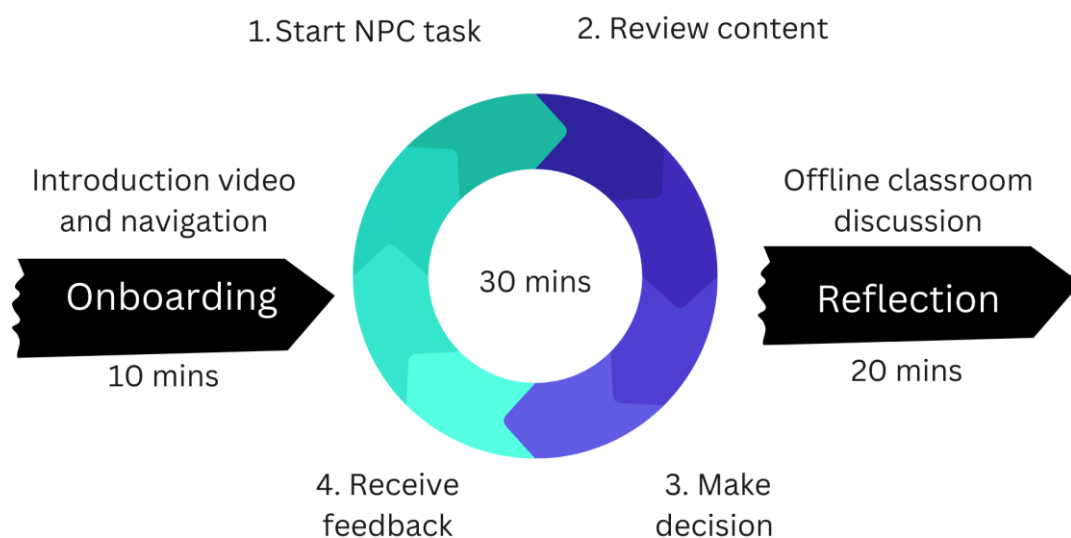 1. Start NPC task
2. Review content
Introduction video
and navigation
Onboarding
10 mins
30 mins
Offline classroom
discussion
Reflection
20 mins
4. Receive
feedback
3. Make
decision